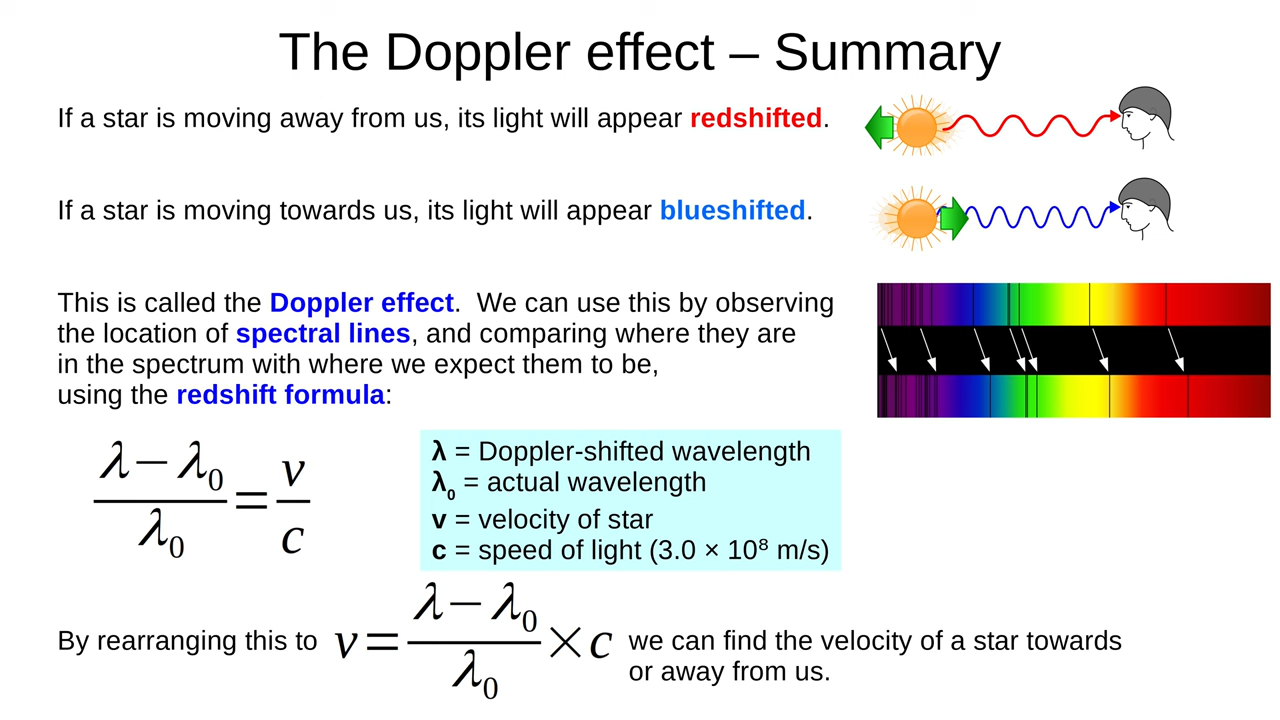 The Doppler effect – Summary
If a star is moving away from us, its light will appear redshifted.
If a star is moving towards us, its light will appear blueshifted.
This is called the Doppler effect.  We can use this by observing
the location of spectral lines, and comparing where they are
in the spectrum with where we expect them to be,
using the redshift formula:
(λ − λ₀) / λ₀ = v / c
λ = Doppler-shifted wavelength
λ₀ = actual wavelength
v = velocity of star
c = speed of light (3.0 × 10⁸ m/s)
By rearranging this to v = (λ − λ₀) / λ₀ × c we can find the velocity of a star towards
or away from us.